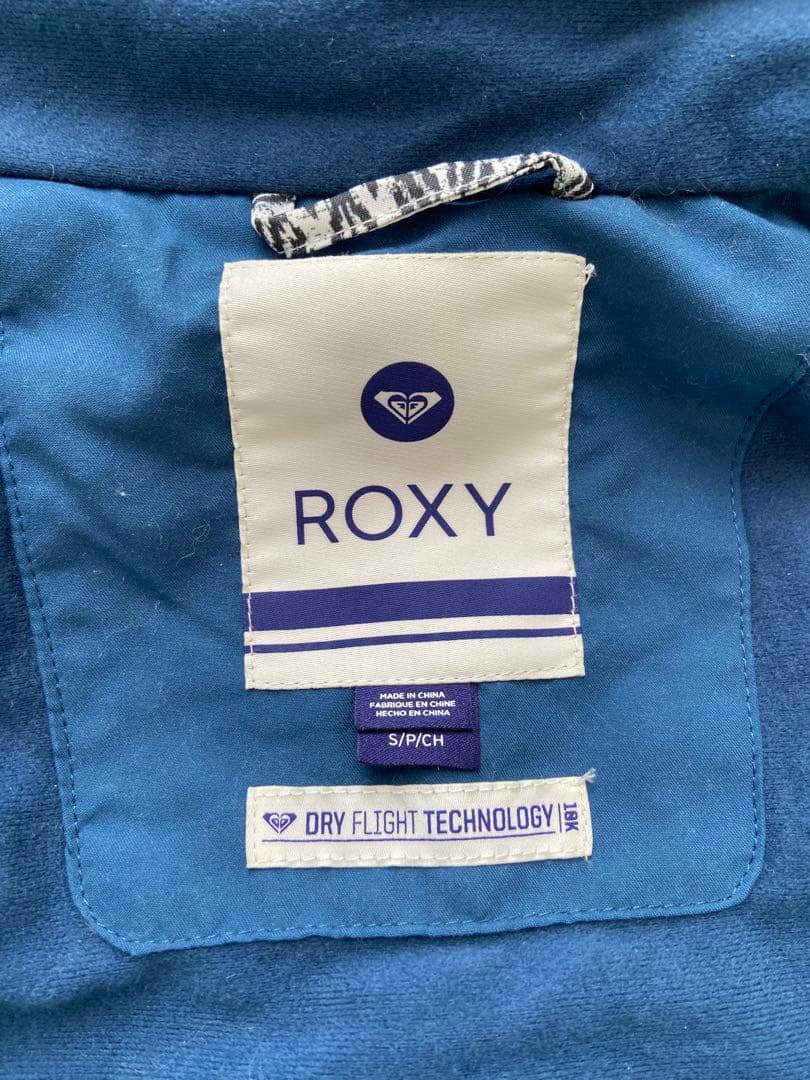 ROXY
MADE IN CHINA
FABRIQUE EN CHINE
HECHO EN CHINA
S/P/CH
DRY FLIGHT TECHNOLOGY 10K